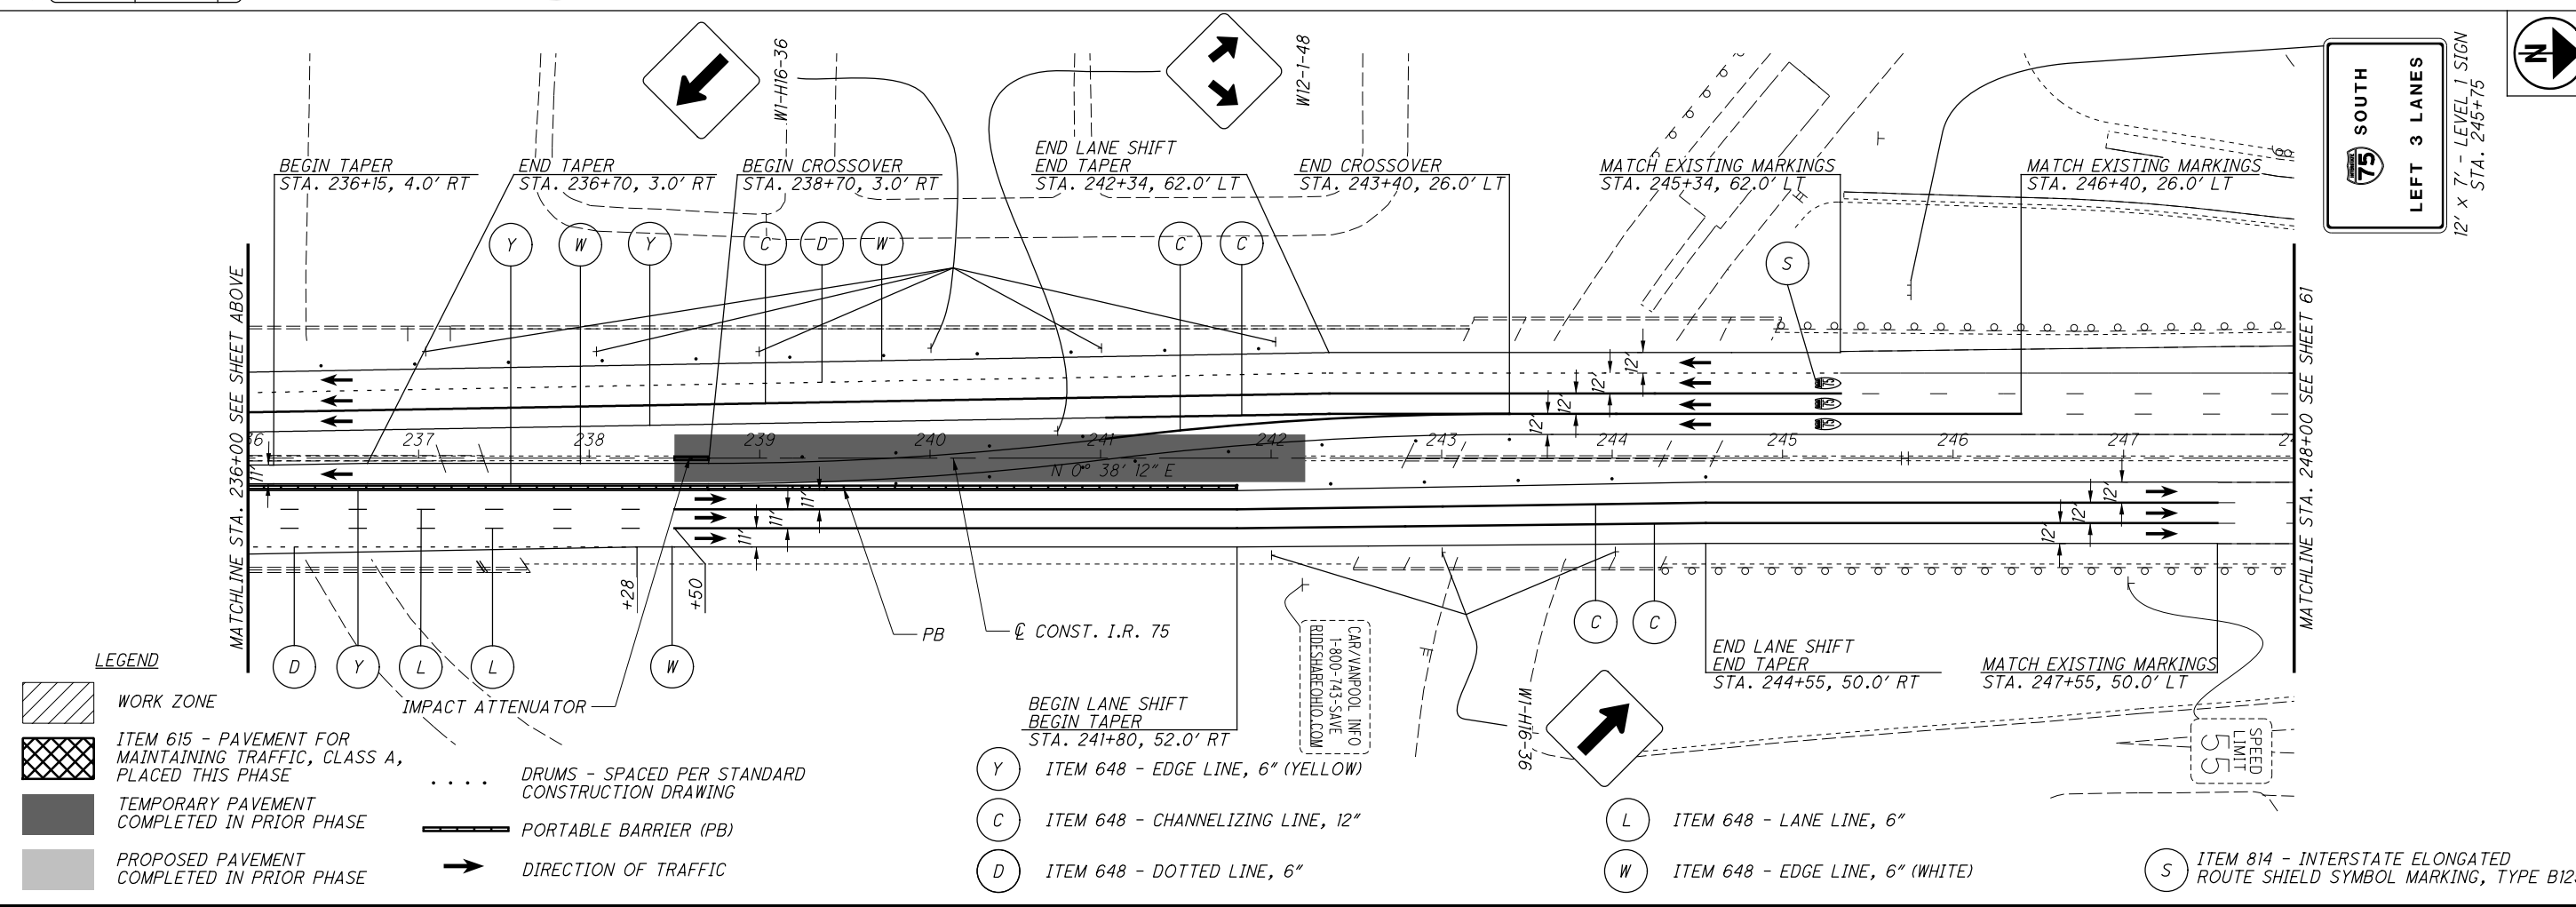 W1-H16-36
W12-1-48
75 SOUTH
LEFT 3 LANES
12' x 7' - LEVEL 1 SIGN
STA. 245+75
N
BEGIN TAPER
STA. 236+15, 4.0' RT
END TAPER
STA. 236+70, 3.0' RT
BEGIN CROSSOVER
STA. 238+70, 3.0' RT
END LANE SHIFT
END TAPER
STA. 242+34, 62.0' LT
END CROSSOVER
STA. 243+40, 26.0' LT
MATCH EXISTING MARKINGS
STA. 245+34, 62.0' LT
MATCH EXISTING MARKINGS
STA. 246+40, 26.0' LT
Y W Y C D W C C S
MATCHLINE STA. 236+00 SEE SHEET ABOVE
MATCHLINE STA. 248+00 SEE SHEET 61
12' 12' 12' 12'
36 237 238 239 240 241 242 243 244 245 246 247
N 0° 38' 12" E
11'
11' 11' 11'
12' 12' 12'
+28
+50
D Y L L W
C C
PB
℄ CONST. I.R. 75
IMPACT ATTENUATOR
CAR/VANPOOL INFO
1-800-743-SAVE
RIDESHAREOHIO.COM
W1-H16-36
BEGIN LANE SHIFT
BEGIN TAPER
STA. 241+80, 52.0' RT
END LANE SHIFT
END TAPER
STA. 244+55, 50.0' RT
MATCH EXISTING MARKINGS
STA. 247+55, 50.0' LT
SPEED
LIMIT
55
LEGEND
WORK ZONE
ITEM 615 - PAVEMENT FOR
MAINTAINING TRAFFIC, CLASS A,
PLACED THIS PHASE
TEMPORARY PAVEMENT
COMPLETED IN PRIOR PHASE
PROPOSED PAVEMENT
COMPLETED IN PRIOR PHASE
DRUMS - SPACED PER STANDARD
CONSTRUCTION DRAWING
PORTABLE BARRIER (PB)
DIRECTION OF TRAFFIC
Y ITEM 648 - EDGE LINE, 6" (YELLOW)
C ITEM 648 - CHANNELIZING LINE, 12"
D ITEM 648 - DOTTED LINE, 6"
L ITEM 648 - LANE LINE, 6"
W ITEM 648 - EDGE LINE, 6" (WHITE)
S ITEM 814 - INTERSTATE ELONGATED
ROUTE SHIELD SYMBOL MARKING, TYPE